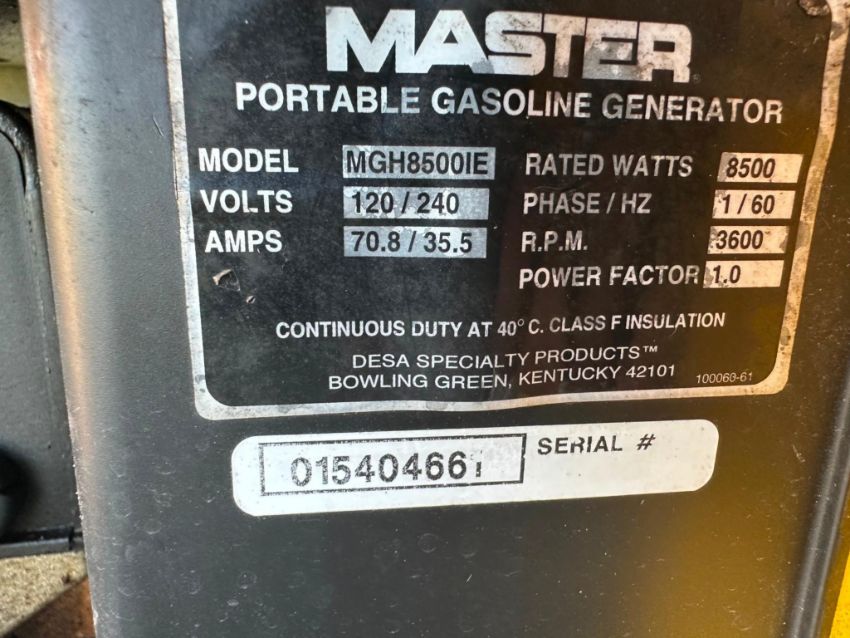 MASTER
PORTABLE GASOLINE GENERATOR
MODEL MGH8500IE RATED WATTS 8500
VOLTS 120 / 240 PHASE / HZ 1 / 60
AMPS 70.8 / 35.5 R.P.M. 3600
POWER FACTOR 1.0
CONTINUOUS DUTY AT 40° C. CLASS F INSULATION
DESA SPECIALTY PRODUCTS™
BOWLING GREEN, KENTUCKY 42101 100068-61
015404661 SERIAL #